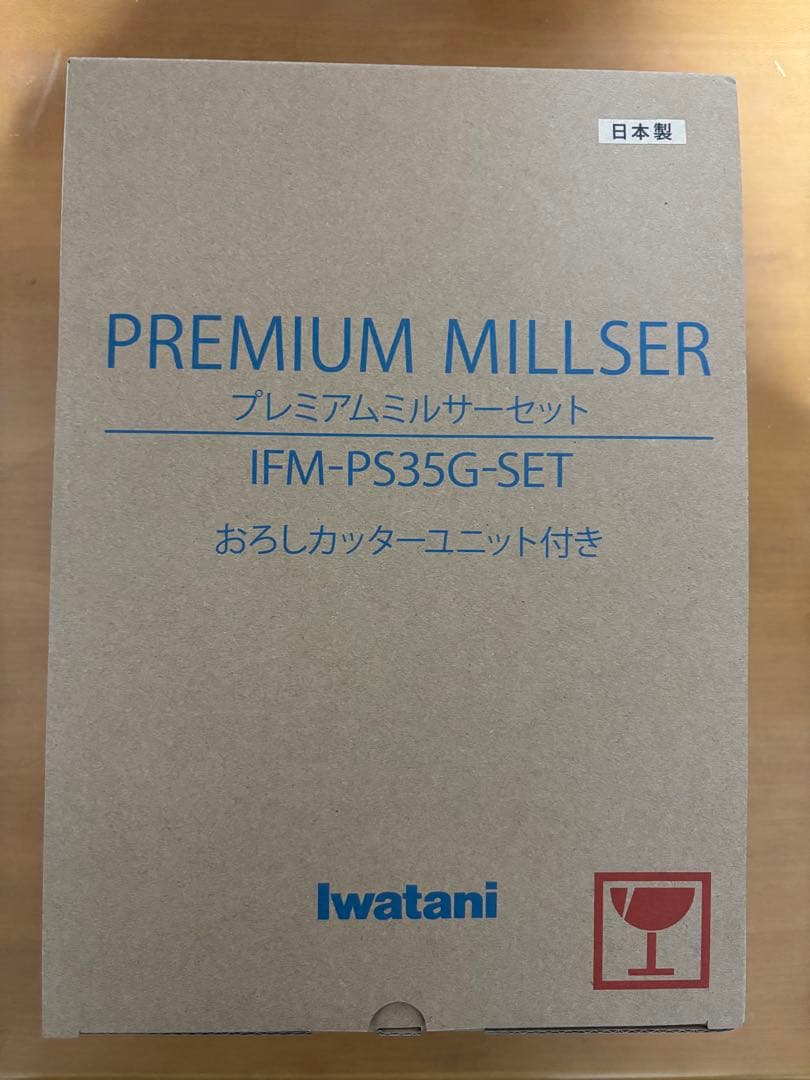 日本製
PREMIUM MILLSER
プレミアムミルサーセット
IFM-PS35G-SET
おろしカッターユニット付き
Iwatani